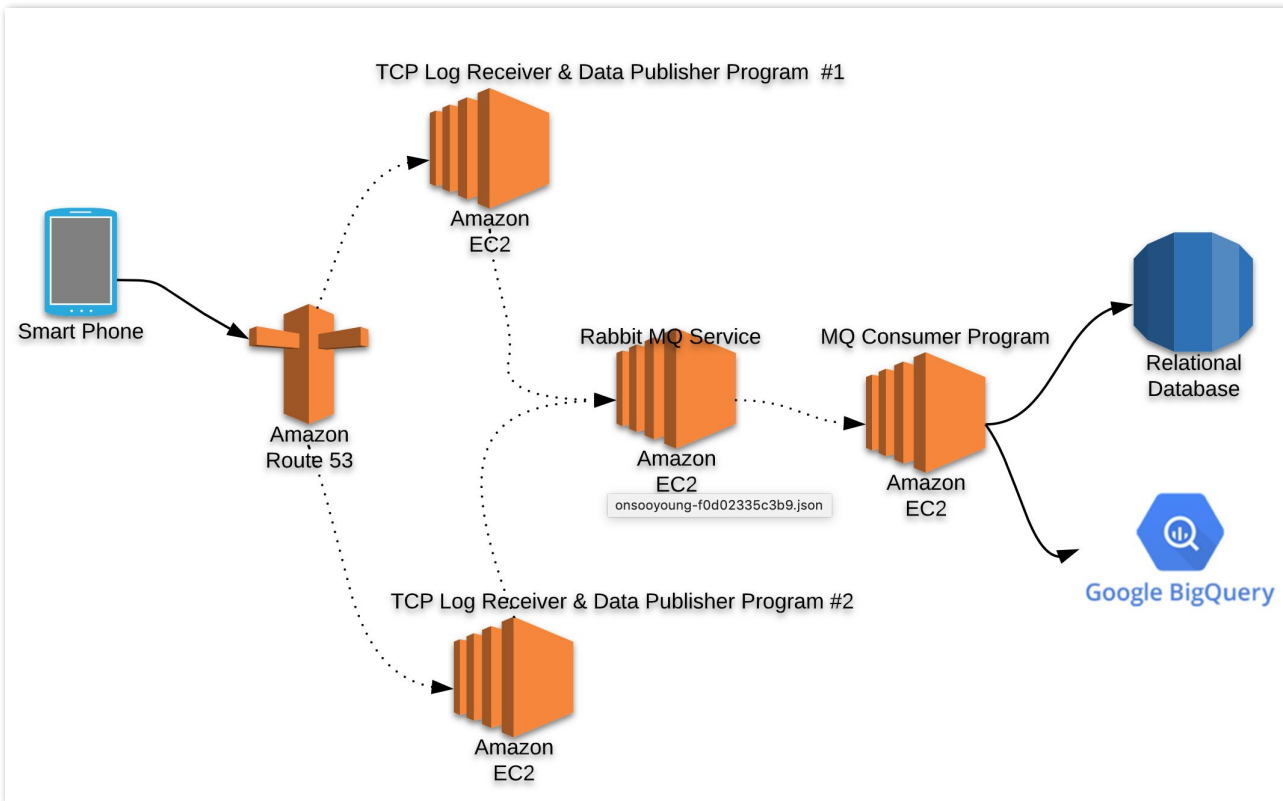 TCP Log Receiver & Data Publisher Program #1
Amazon
EC2
Smart Phone
Amazon
Route 53
Rabbit MQ Service
Amazon
EC2
onsooyoung-f0d02335c3b9.json
MQ Consumer Program
Amazon
EC2
Relational
Database
Google BigQuery
TCP Log Receiver & Data Publisher Program #2
Amazon
EC2